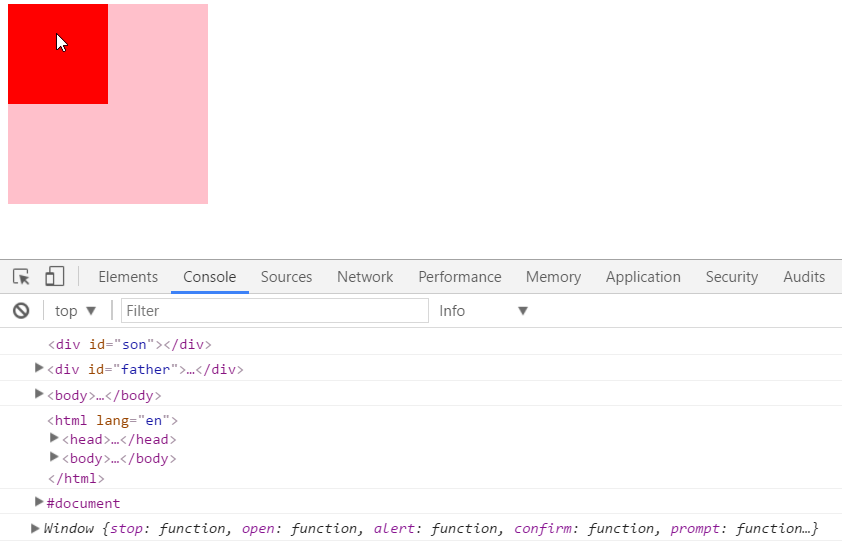 Elements Console Sources Network Performance Memory Application Security Audits
top Filter Info
<div id="son"></div>
<div id="father">…</div>
<body>…</body>
<html lang="en">
<head>…</head>
<body>…</body>
</html>
#document
Window {stop: function, open: function, alert: function, confirm: function, prompt: function…}